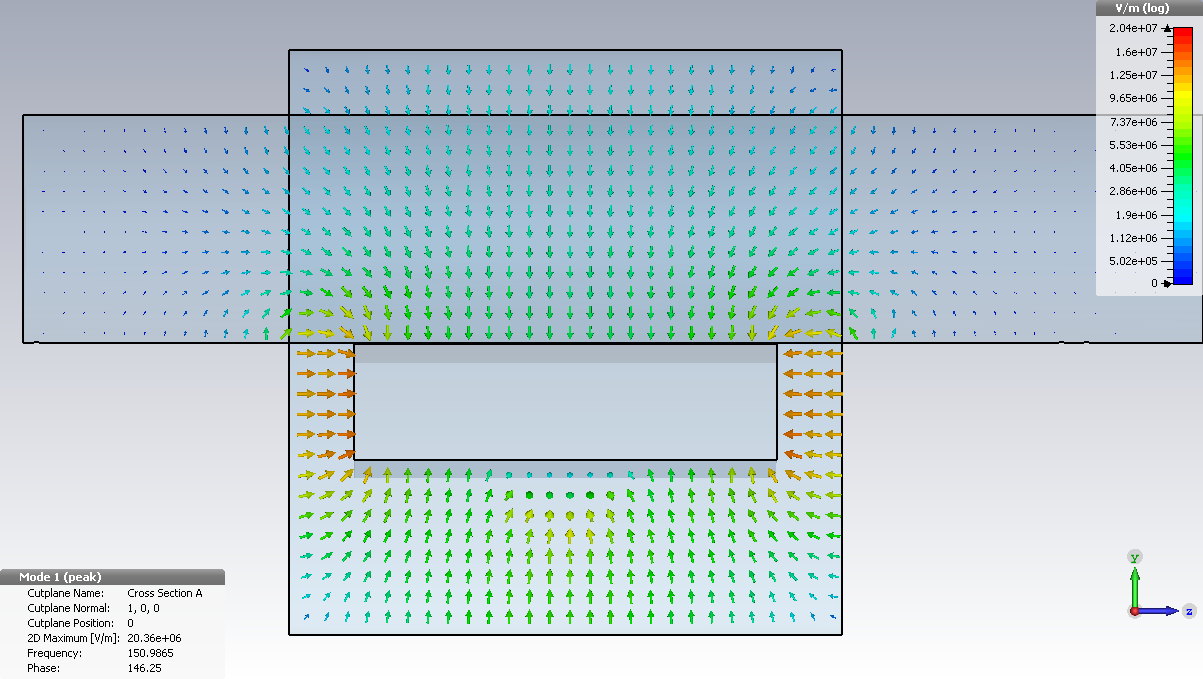 V/m (log)
2.04e+07
1.6e+07
1.25e+07
9.65e+06
7.37e+06
5.53e+06
4.05e+06
2.86e+06
1.9e+06
1.12e+06
5.02e+05
0
y
z
Mode 1 (peak)
Cutplane Name: Cross Section A
Cutplane Normal: 1, 0, 0
Cutplane Position: 0
2D Maximum [V/m]: 20.36e+06
Frequency: 150.9865
Phase: 146.25